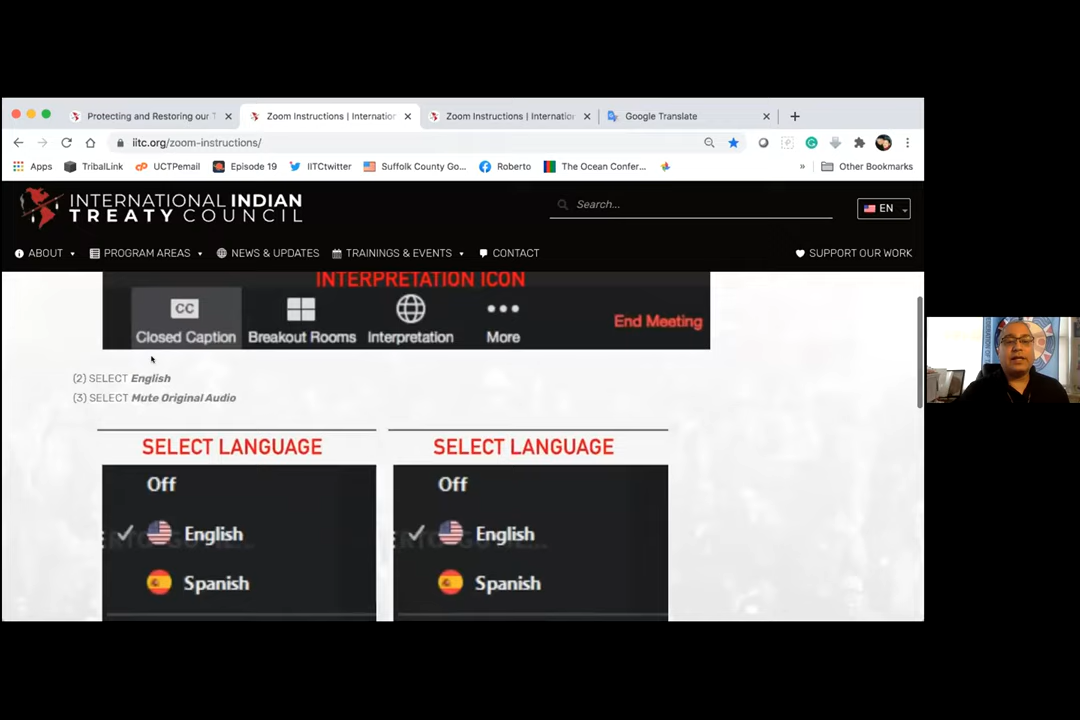 Protecting and Restoring our T
Zoom Instructions | Internation
Zoom Instructions | Internatio
Google Translate
iitc.org/zoom-instructions/
Apps
TribalLink
UCTPemail
Episode 19
IITCtwitter
Suffolk County Go...
Roberto
The Ocean Confer...
»
Other Bookmarks
INTERNATIONAL INDIAN
TREATY COUNCIL
Search...
EN
ABOUT
PROGRAM AREAS
NEWS & UPDATES
TRAININGS & EVENTS
CONTACT
SUPPORT OUR WORK
INTERPRETATION ICON
CC
Closed Caption
Breakout Rooms
Interpretation
More
End Meeting
(2) SELECT English
(3) SELECT Mute Original Audio
SELECT LANGUAGE
SELECT LANGUAGE
Off
Off
English
English
Spanish
Spanish